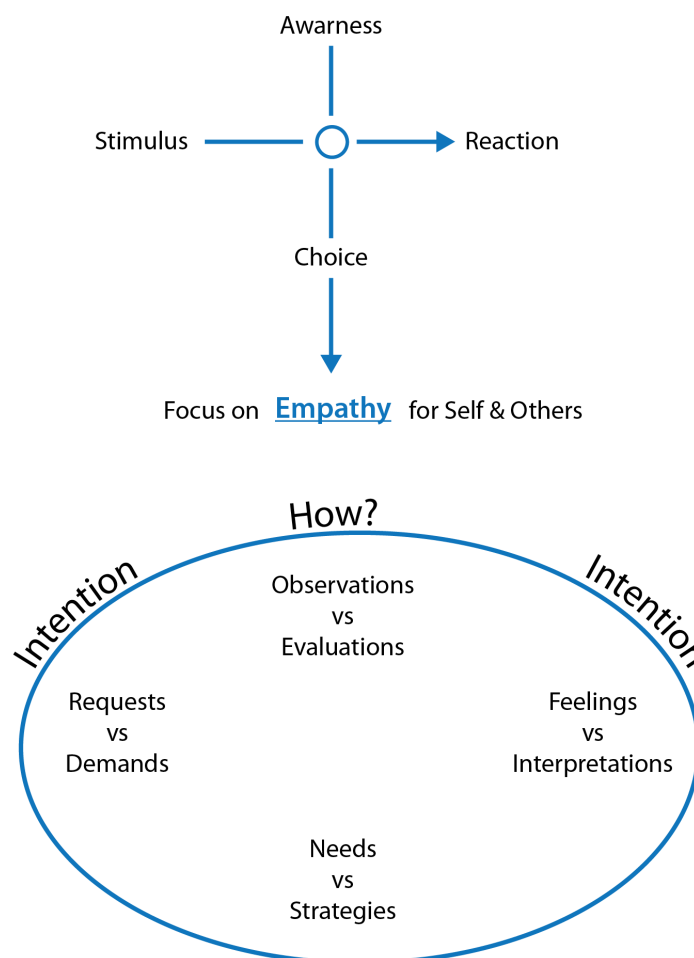 Awarness
Stimulus
Reaction
Choice
Focus on Empathy for Self & Others
How?
Intention
Intention
Observations
vs
Evaluations
Requests
vs
Demands
Feelings
vs
Interpretations
Needs
vs
Strategies